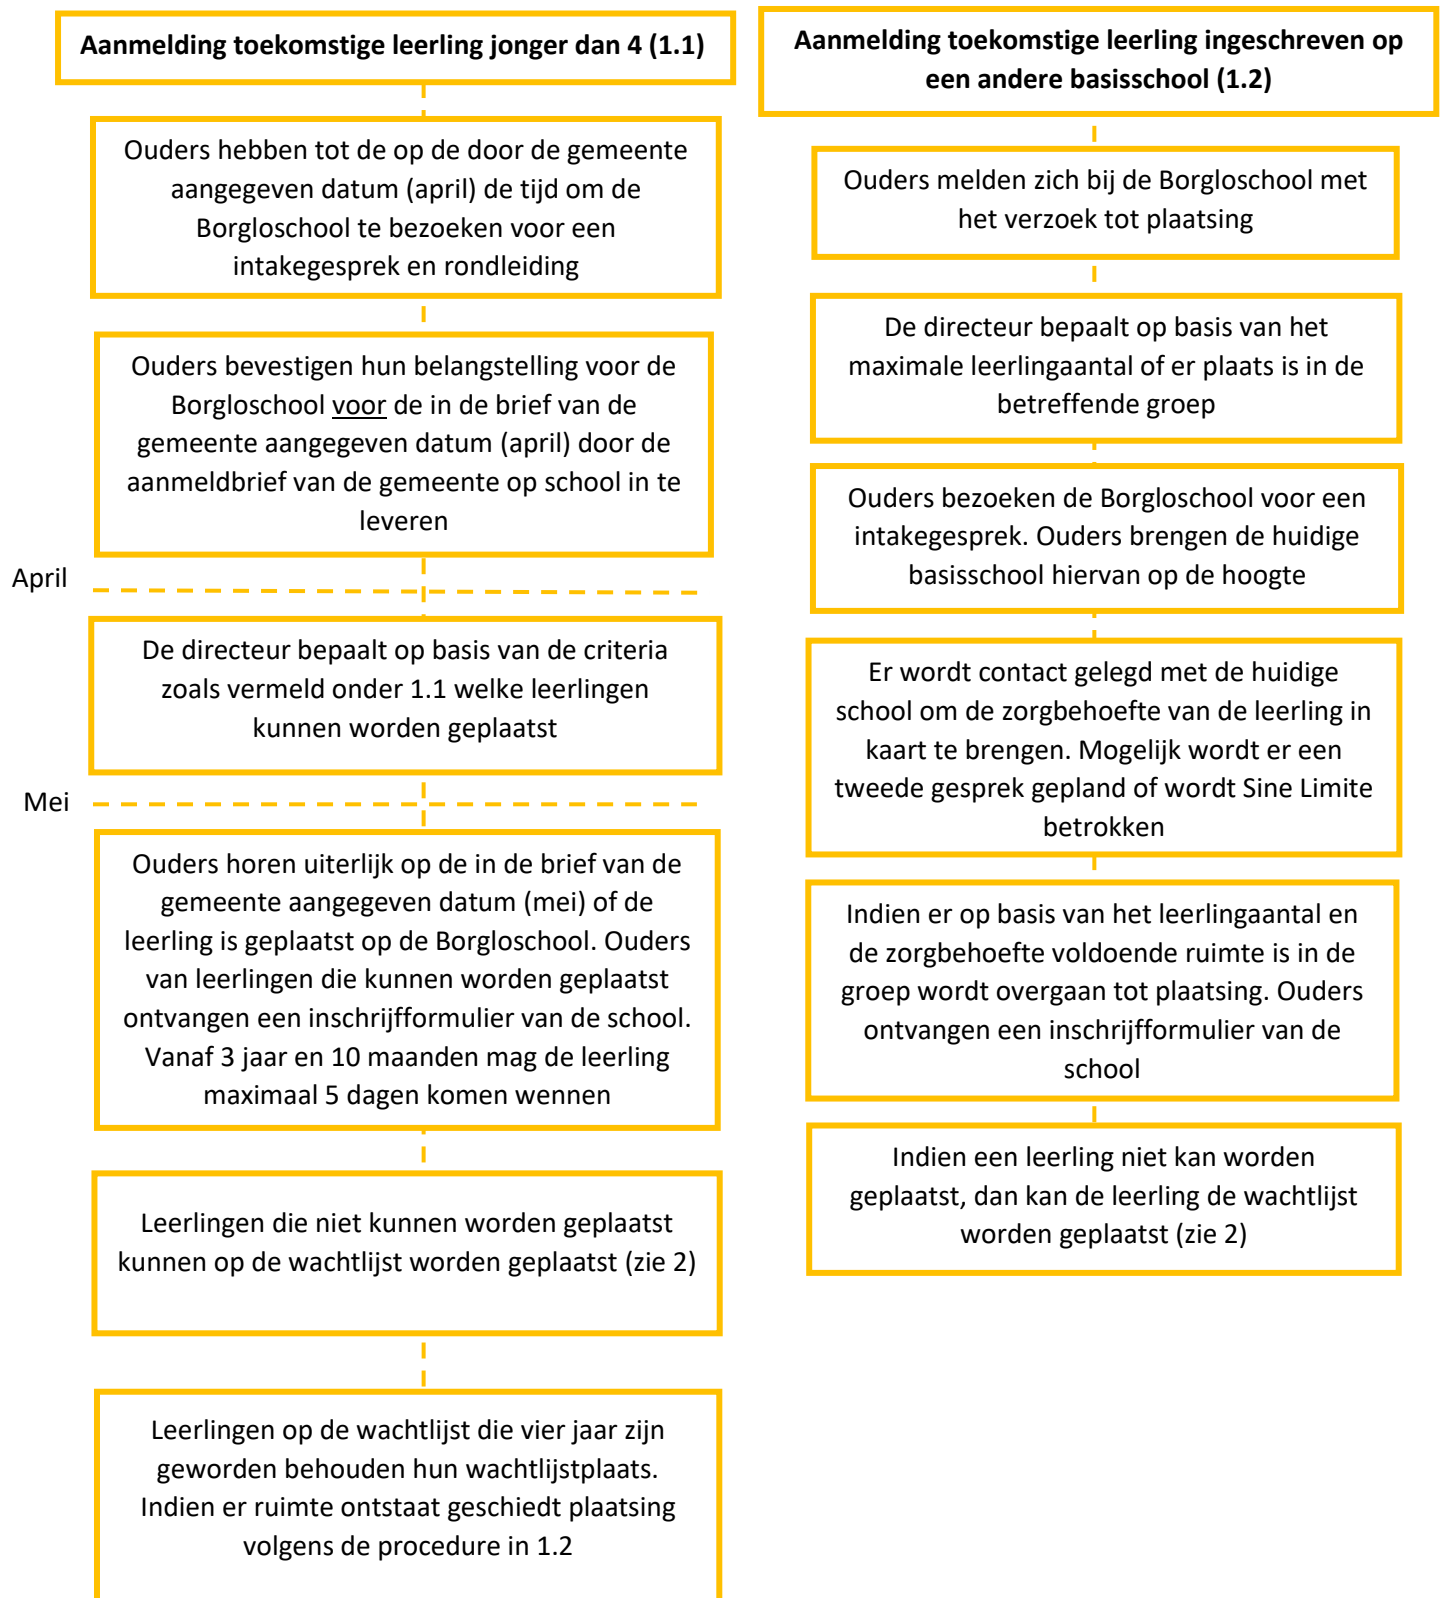 Aanmelding toekomstige leerling jonger dan 4 (1.1)
Ouders hebben tot de op de door de gemeente
aangegeven datum (april) de tijd om de
Borgloschool te bezoeken voor een
intakegesprek en rondleiding
Ouders bevestigen hun belangstelling voor de
Borgloschool voor de in de brief van de
gemeente aangegeven datum (april) door de
aanmeldbrief van de gemeente op school in te
leveren
April
De directeur bepaalt op basis van de criteria
zoals vermeld onder 1.1 welke leerlingen
kunnen worden geplaatst
Mei
Ouders horen uiterlijk op de in de brief van de
gemeente aangegeven datum (mei) of de
leerling is geplaatst op de Borgloschool. Ouders
van leerlingen die kunnen worden geplaatst
ontvangen een inschrijfformulier van de school.
Vanaf 3 jaar en 10 maanden mag de leerling
maximaal 5 dagen komen wennen
Leerlingen die niet kunnen worden geplaatst
kunnen op de wachtlijst worden geplaatst (zie 2)
Leerlingen op de wachtlijst die vier jaar zijn
geworden behouden hun wachtlijstplaats.
Indien er ruimte ontstaat geschiedt plaatsing
volgens de procedure in 1.2
Aanmelding toekomstige leerling ingeschreven op
een andere basisschool (1.2)
Ouders melden zich bij de Borgloschool met
het verzoek tot plaatsing
De directeur bepaalt op basis van het
maximale leerlingaantal of er plaats is in de
betreffende groep
Ouders bezoeken de Borgloschool voor een
intakegesprek. Ouders brengen de huidige
basisschool hiervan op de hoogte
Er wordt contact gelegd met de huidige
school om de zorgbehoefte van de leerling in
kaart te brengen. Mogelijk wordt er een
tweede gesprek gepland of wordt Sine Limite
betrokken
Indien er op basis van het leerlingaantal en
de zorgbehoefte voldoende ruimte is in de
groep wordt overgaan tot plaatsing. Ouders
ontvangen een inschrijfformulier van de
school
Indien een leerling niet kan worden
geplaatst, dan kan de leerling de wachtlijst
worden geplaatst (zie 2)